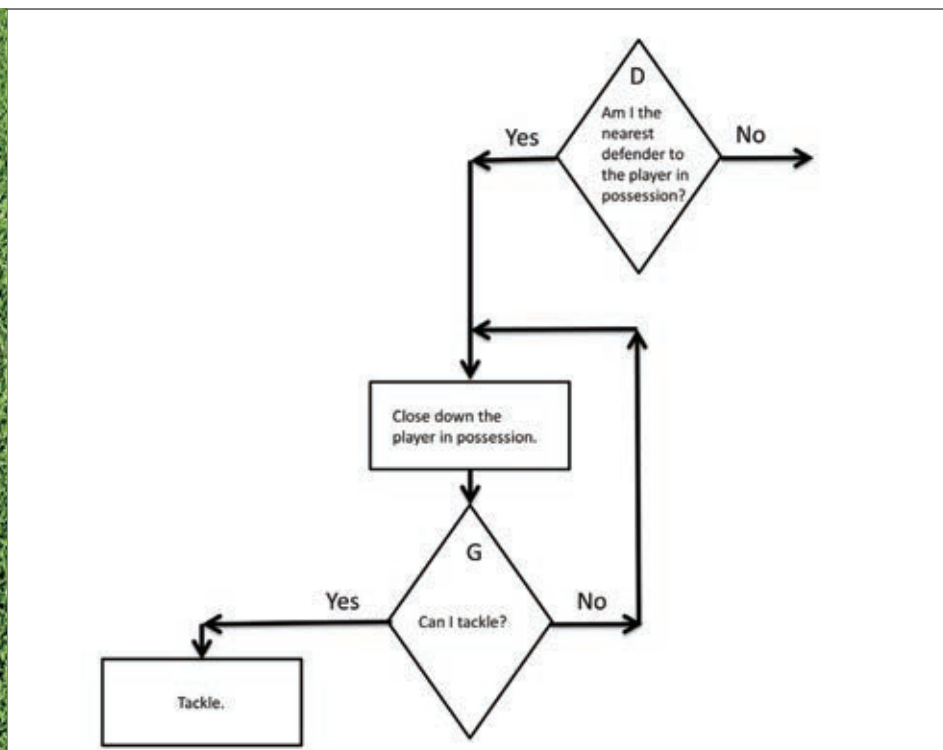 D
Am I the
nearest
defender to
the player in
possession?
Yes
No
Close down the
player in possession.
G
Can I tackle?
Yes
No
Tackle.